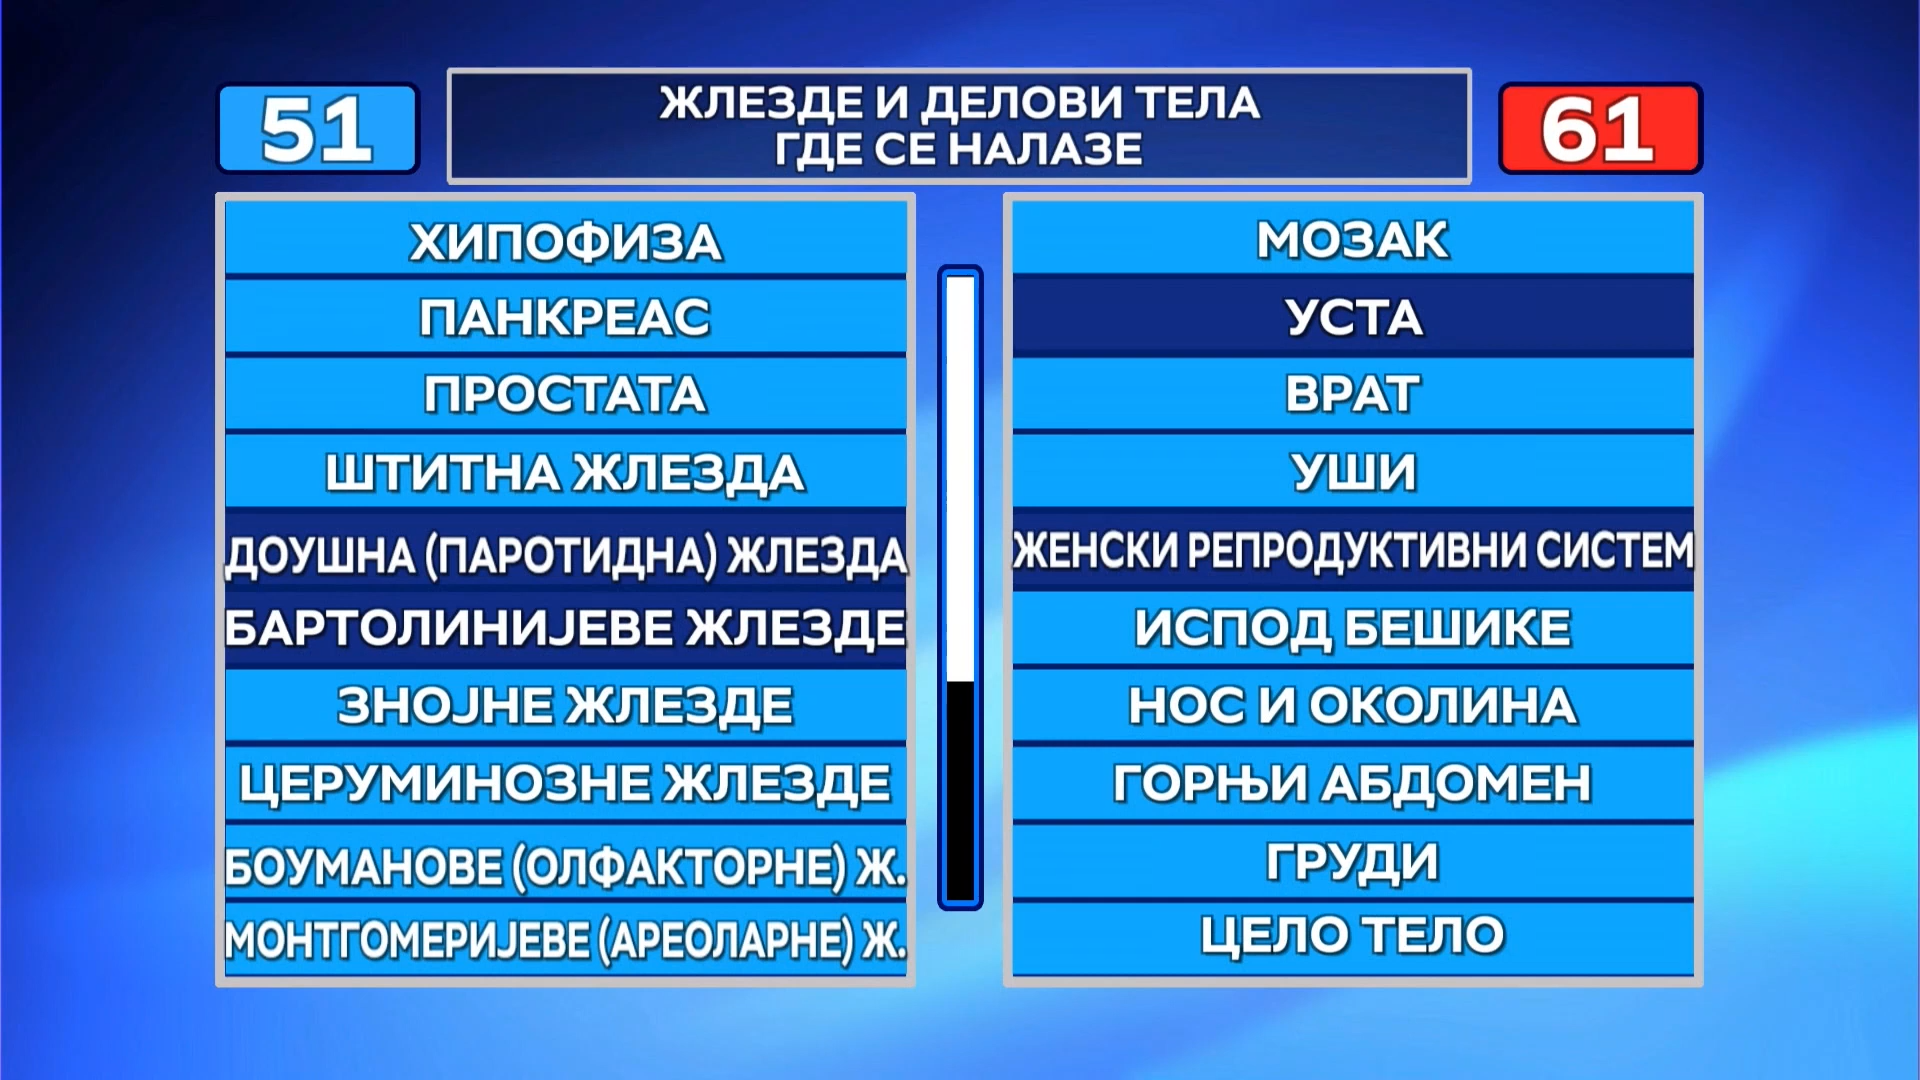 51
ЖЛЕЗДЕ И ДЕЛОВИ ТЕЛА
ГДЕ СЕ НАЛАЗЕ
61
ХИПОФИЗА
ПАНКРЕАС
ПРОСТАТА
ШТИТНА ЖЛЕЗДА
ДОУШНА (ПАРОТИДНА) ЖЛЕЗДА
БАРТОЛИНИЈЕВЕ ЖЛЕЗДЕ
ЗНОЈНЕ ЖЛЕЗДЕ
ЦЕРУМИНОЗНЕ ЖЛЕЗДЕ
БОУМАНОВЕ (ОЛФАКТОРНЕ) Ж.
МОНТГОМЕРИЈЕВЕ (АРЕОЛАРНЕ) Ж.
МОЗАК
УСТА
ВРАТ
УШИ
ЖЕНСКИ РЕПРОДУКТИВНИ СИСТЕМ
ИСПОД БЕШИКЕ
НОС И ОКОЛИНА
ГОРЊИ АБДОМЕН
ГРУДИ
ЦЕЛО ТЕЛО